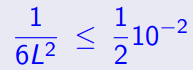 1/(6L²) ≤ 1/2 10⁻²